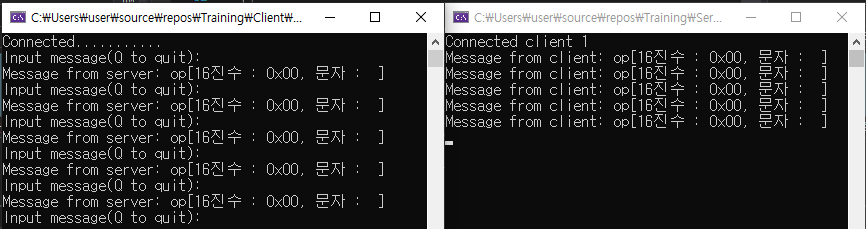 C:₩Users₩user₩source₩repos₩Training₩Client₩...
Connected...........
Input message(Q to quit):
Message from server: op[16진수 : 0x00, 문자 :  ]
Input message(Q to quit):
Message from server: op[16진수 : 0x00, 문자 :  ]
Input message(Q to quit):
Message from server: op[16진수 : 0x00, 문자 :  ]
Input message(Q to quit):
Message from server: op[16진수 : 0x00, 문자 :  ]
Input message(Q to quit):
Message from server: op[16진수 : 0x00, 문자 :  ]
Input message(Q to quit):
C:₩Users₩user₩source₩repos₩Training₩Ser...
Connected client 1
Message from client: op[16진수 : 0x00, 문자 :  ]
Message from client: op[16진수 : 0x00, 문자 :  ]
Message from client: op[16진수 : 0x00, 문자 :  ]
Message from client: op[16진수 : 0x00, 문자 :  ]
Message from client: op[16진수 : 0x00, 문자 :  ]